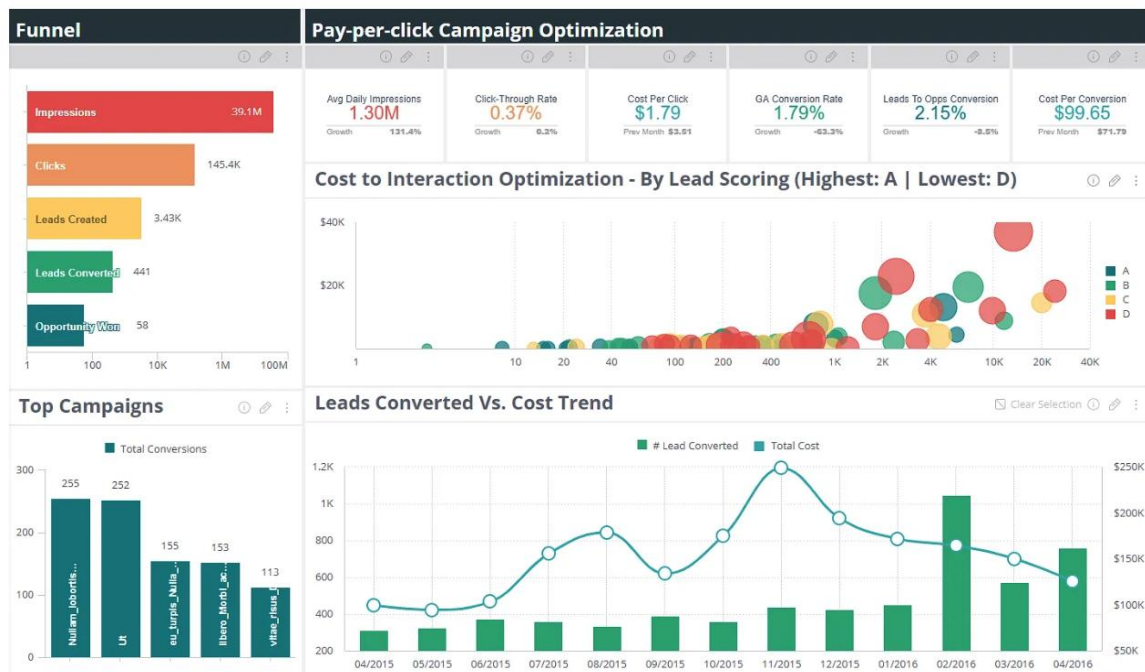 Funnel
Impressions 39.1M
Clicks 145.4K
Leads Created 3.43K
Leads Converted 441
Opportunity Won 58
1 100 10K 1M 100M
Pay-per-click Campaign Optimization
Avg Daily Impressions
1.30M
Growth 131.4%
Click-Through Rate
0.37%
Growth 0.2%
Cost Per Click
$1.79
Prev Month $3.51
GA Conversion Rate
1.79%
Growth -63.3%
Leads To Opps Conversion
2.15%
Growth -8.5%
Cost Per Conversion
$99.65
Prev Month $71.79
Cost to Interaction Optimization - By Lead Scoring (Highest: A | Lowest: D)
$40K
$20K
1 10 20 40 100 200 400 1K 2K 4K 10K 20K 40K
A
B
C
D
Top Campaigns
Total Conversions
300
200
100
0
255
252
155
153
113
Nullam_lobortis...
Ut
eu_turpis_Nulla_...
libero_Morbi_ac...
Leads Converted Vs. Cost Trend
Clear Selection
# Lead Converted Total Cost
1.2K
1K
800
600
400
200
$250K
$200K
$150K
$100K
$50K
04/2015 05/2015 06/2015 07/2015 08/2015 09/2015 10/2015 11/2015 12/2015 01/2016 02/2016 03/2016 04/2016